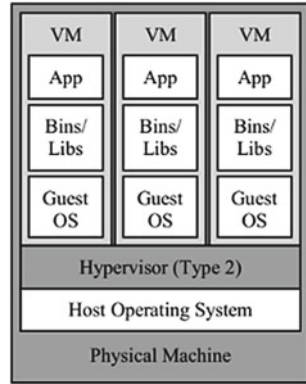 VM
App
Bins/
Libs
Guest
OS
VM
App
Bins/
Libs
Guest
OS
VM
App
Bins/
Libs
Guest
OS
Hypervisor (Type 2)
Host Operating System
Physical Machine